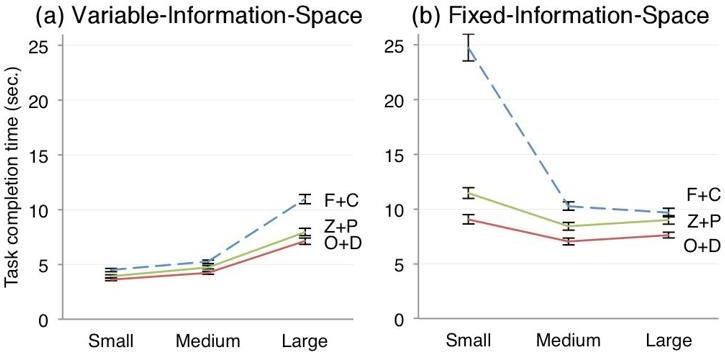 (a) Variable-Information-Space
Task completion time (sec.)
25
20
15
10
5
0
F+C
Z+P
O+D
Small Medium Large
(b) Fixed-Information-Space
25
20
15
10
5
0
F+C
Z+P
O+D
Small Medium Large